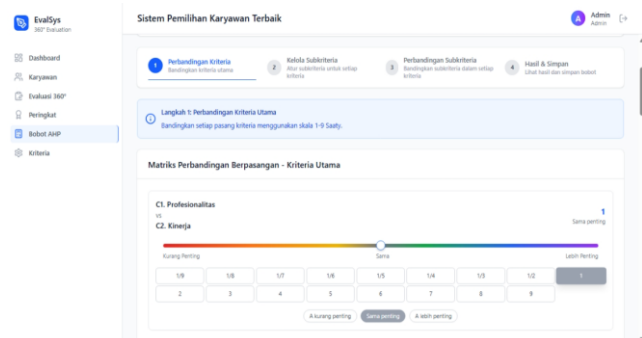 EvalSys
360° Evaluation
Sistem Pemilihan Karyawan Terbaik
A
Admin
Admin
Dashboard
Karyawan
Evaluasi 360°
Peringkat
Bobot AHP
Kriteria
1
Perbandingan Kriteria
Bandingkan kriteria utama
2
Kelola Subkriteria
Atur subkriteria untuk setiap
kriteria
3
Perbandingan Subkriteria
Bandingkan subkriteria dalam setiap
kriteria
4
Hasil & Simpan
Lihat hasil dan simpan bobot
Langkah 1: Perbandingan Kriteria Utama
Bandingkan setiap pasang kriteria menggunakan skala 1-9 Saaty.
Matriks Perbandingan Berpasangan - Kriteria Utama
C1. Profesionalitas
vs
C2. Kinerja
1
Sama penting
Kurang Penting
Sama
Lebih Penting
1/9 1/8 1/7 1/6 1/5 1/4 1/3 1/2 1
2 3 4 5 6 7 8 9
A kurang penting
Sama penting
A lebih penting